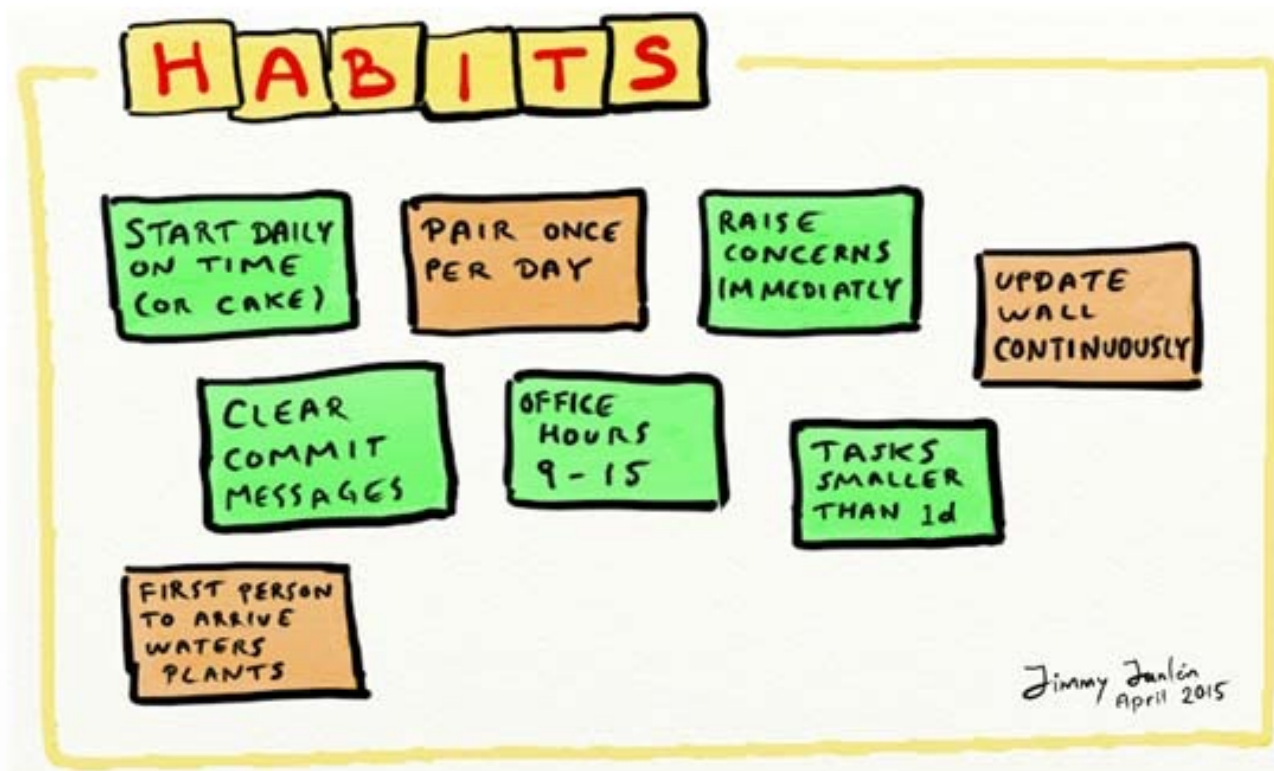 HABITS
START DAILY
ON TIME
(OR CAKE)
PAIR ONCE
PER DAY
RAISE
CONCERNS
IMMEDIATLY
UPDATE
WALL
CONTINUOUSLY
CLEAR
COMMIT
MESSAGES
OFFICE
HOURS
9-15
TASKS
SMALLER
THAN 1d
FIRST PERSON
TO ARRIVE
WATERS
PLANTS
Jimmy Janlén
April 2015